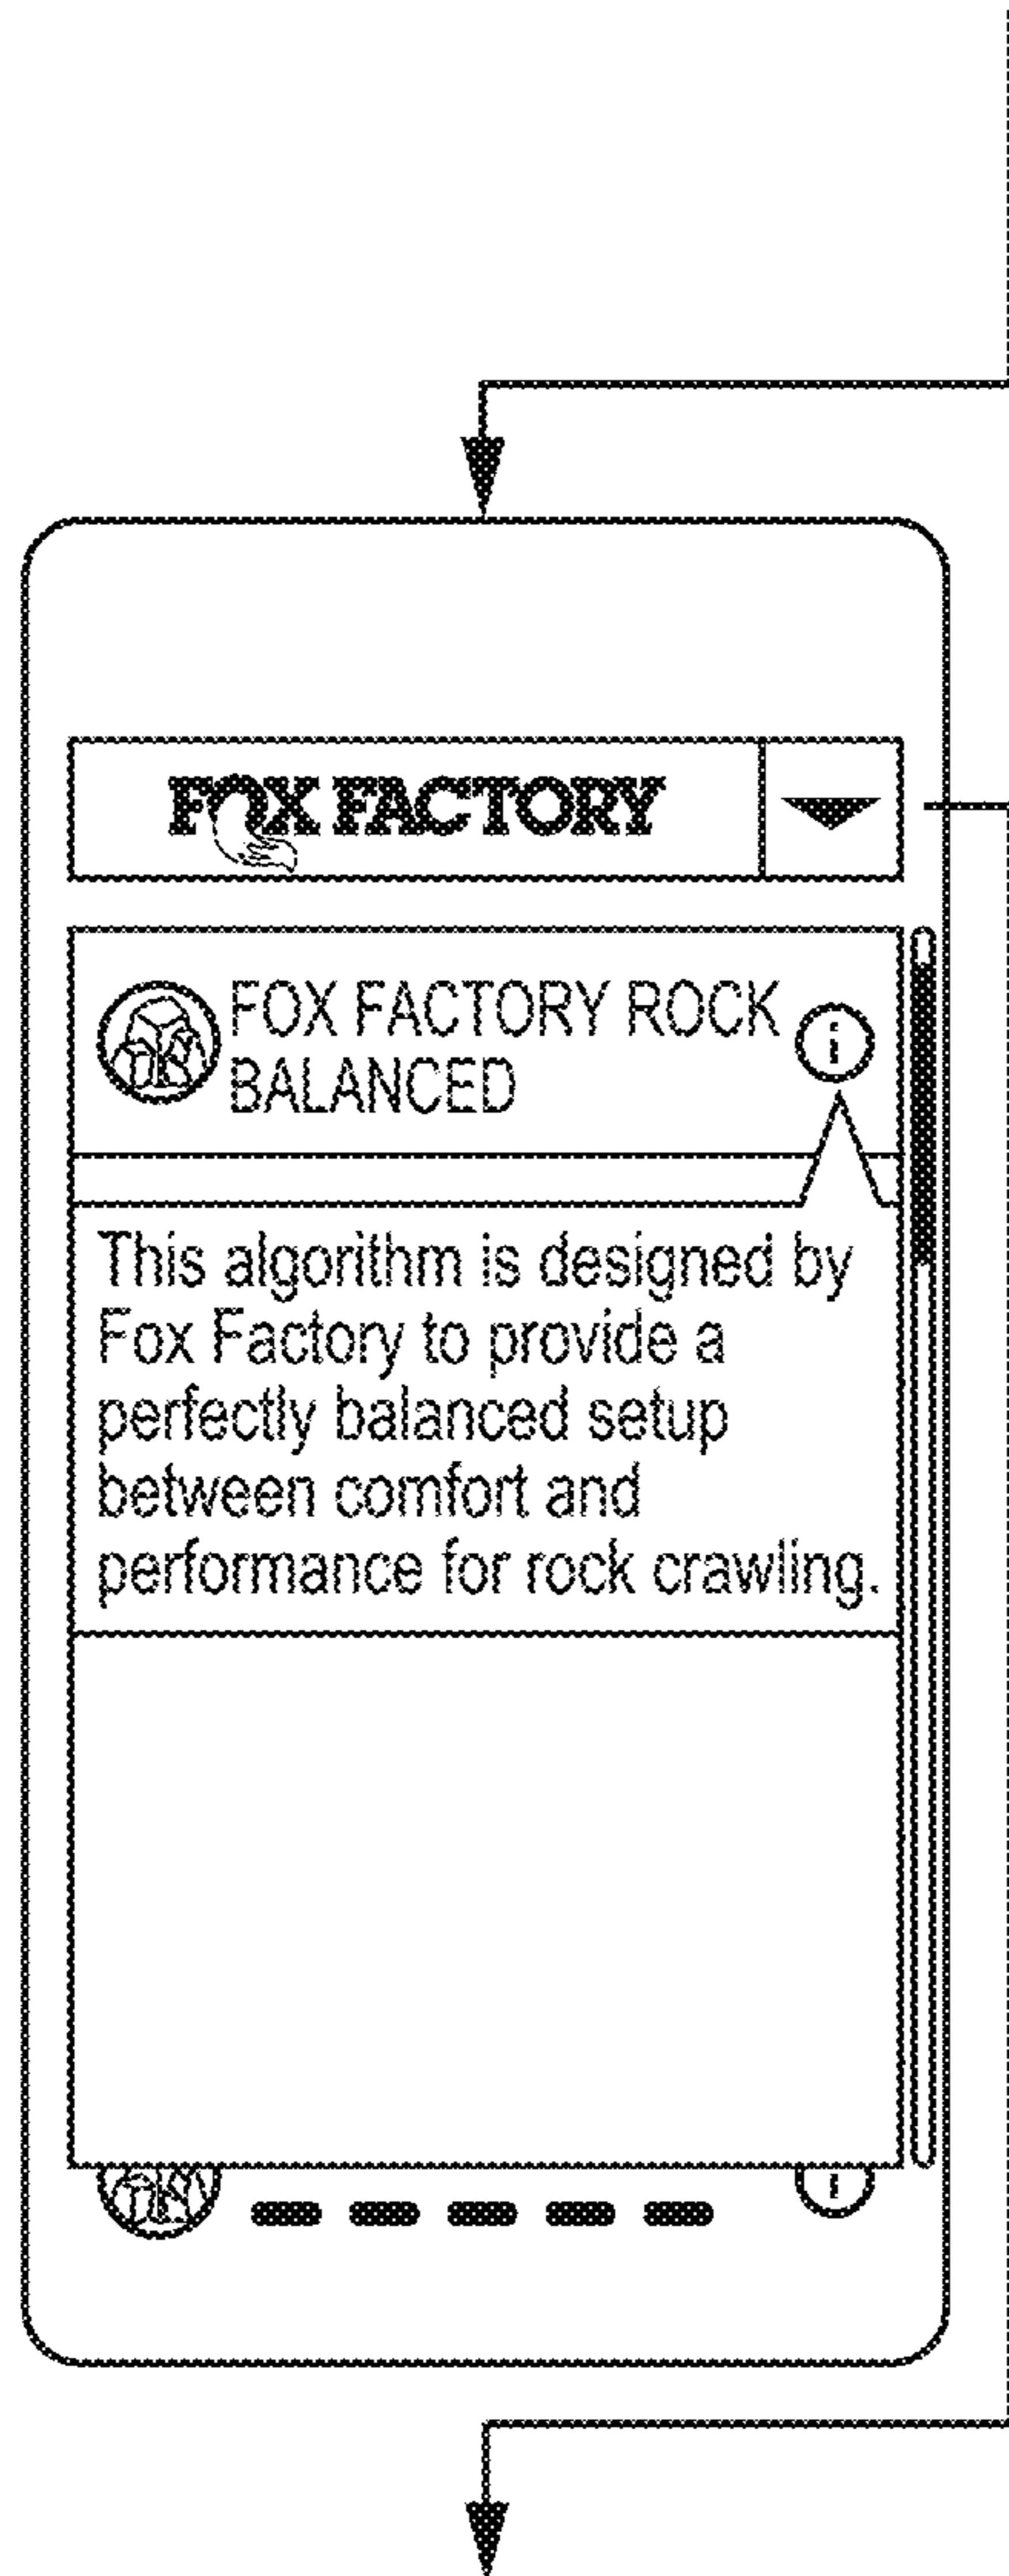 FOX FACTORY
FOX FACTORY ROCK
BALANCED
i
This algorithm is designed by
Fox Factory to provide a
perfectly balanced setup
between comfort and
performance for rock crawling.
i